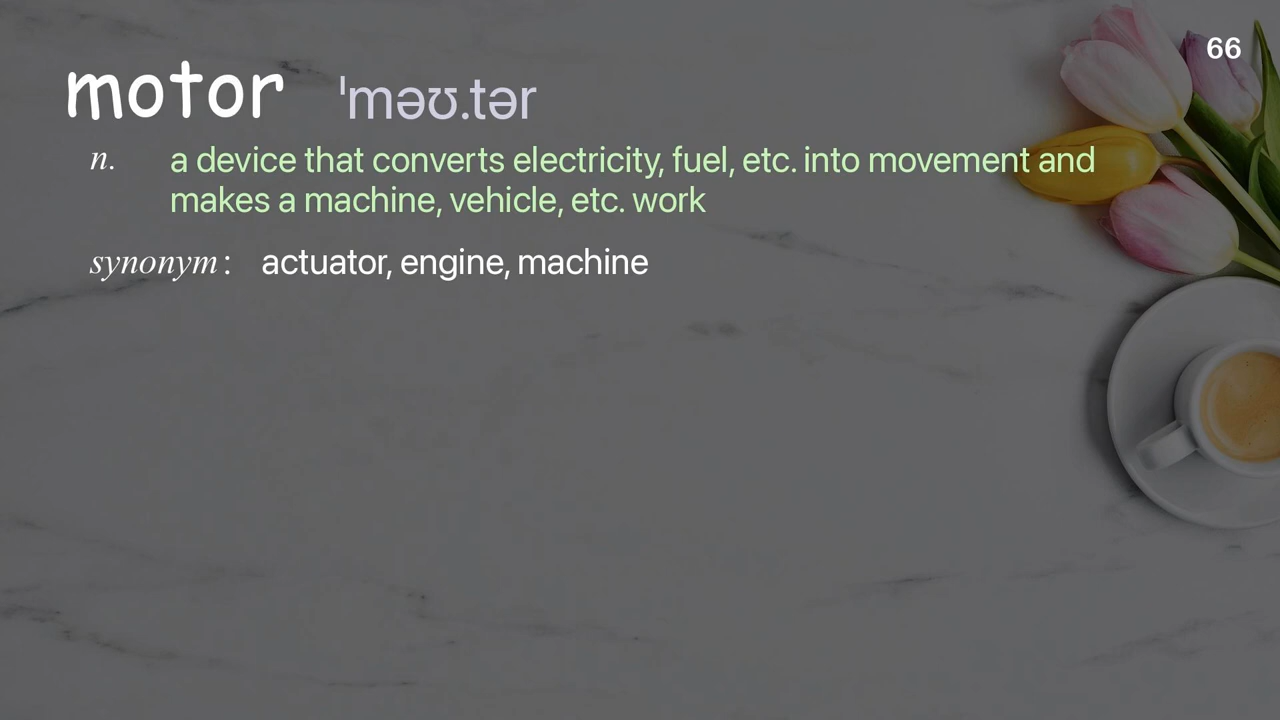 66
motor ˈməʊ.tər
n. a device that converts electricity, fuel, etc. into movement and
makes a machine, vehicle, etc. work
synonym : actuator, engine, machine